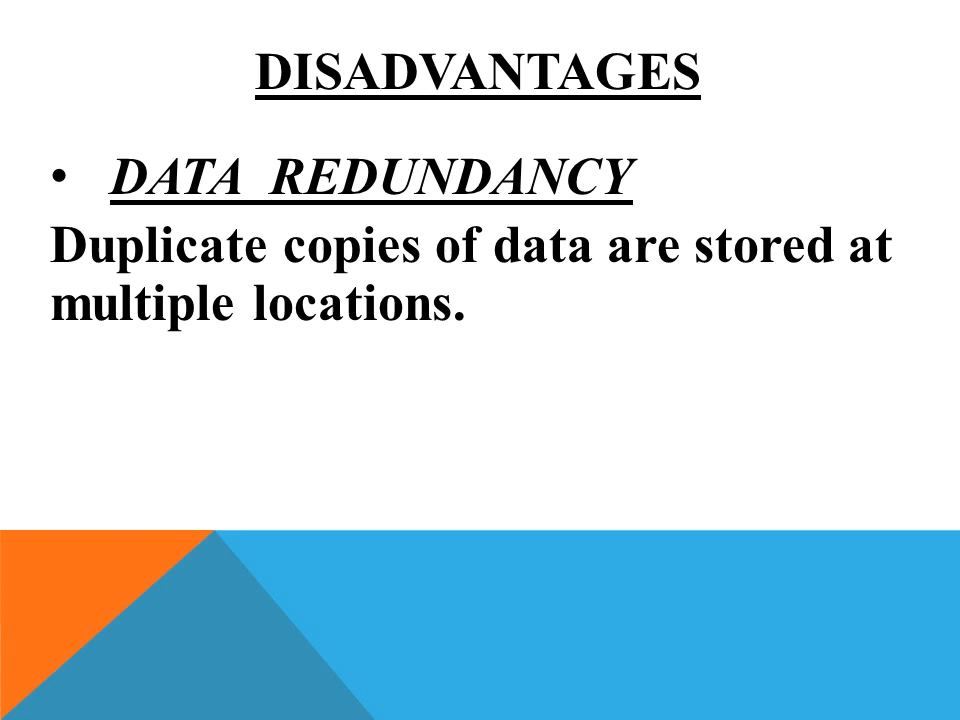 DISADVANTAGES
• DATA REDUNDANCY
Duplicate copies of data are stored at
multiple locations.